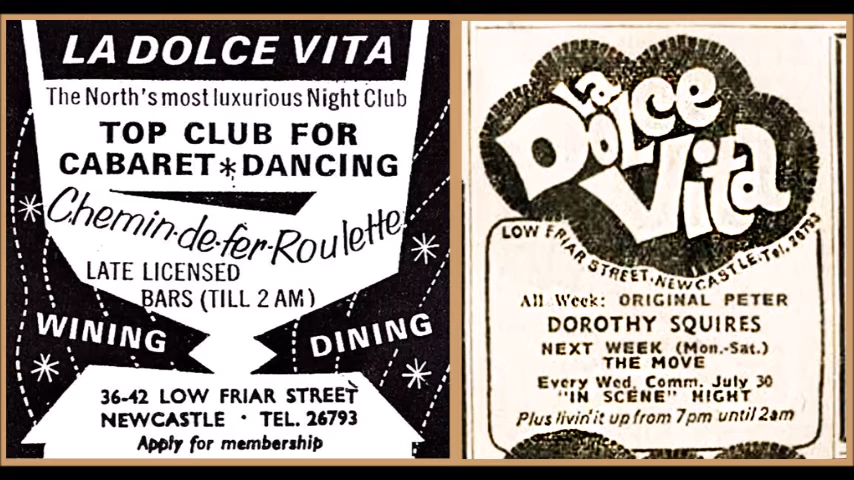 LA DOLCE VITA
The North's most luxurious Night Club
TOP CLUB FOR
CABARET * DANCING
Chemin-de-fer-Roulette
LATE LICENSED
BARS (TILL 2 AM)
WINING DINING
36-42 LOW FRIAR STREET
NEWCASTLE · TEL. 26793
Apply for membership
La
Dolce
Vita
LOW FRIAR STREET, NEWCASTLE. Tel. 26793
All Week: ORIGINAL PETER
DOROTHY SQUIRES
NEXT WEEK (Mon.-Sat.)
THE MOVE
Every Wed. Comm. July 30
"IN SCENE" NIGHT
Plus livin' it up from 7pm until 2am